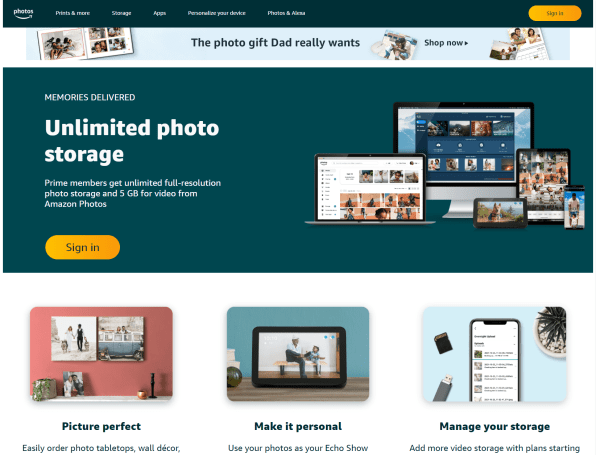 photos
Prints & more
Storage
Apps
Personalize your device
Photos & Alexa
Sign in
The photo gift Dad really wants
Shop now
MEMORIES DELIVERED
Unlimited photo
storage
Prime members get unlimited full-resolution
photo storage and 5 GB for video from
Amazon Photos
Sign in
Picture perfect
Make it personal
Manage your storage
Easily order photo tabletops, wall décor,
Use your photos as your Echo Show
Add more video storage with plans starting